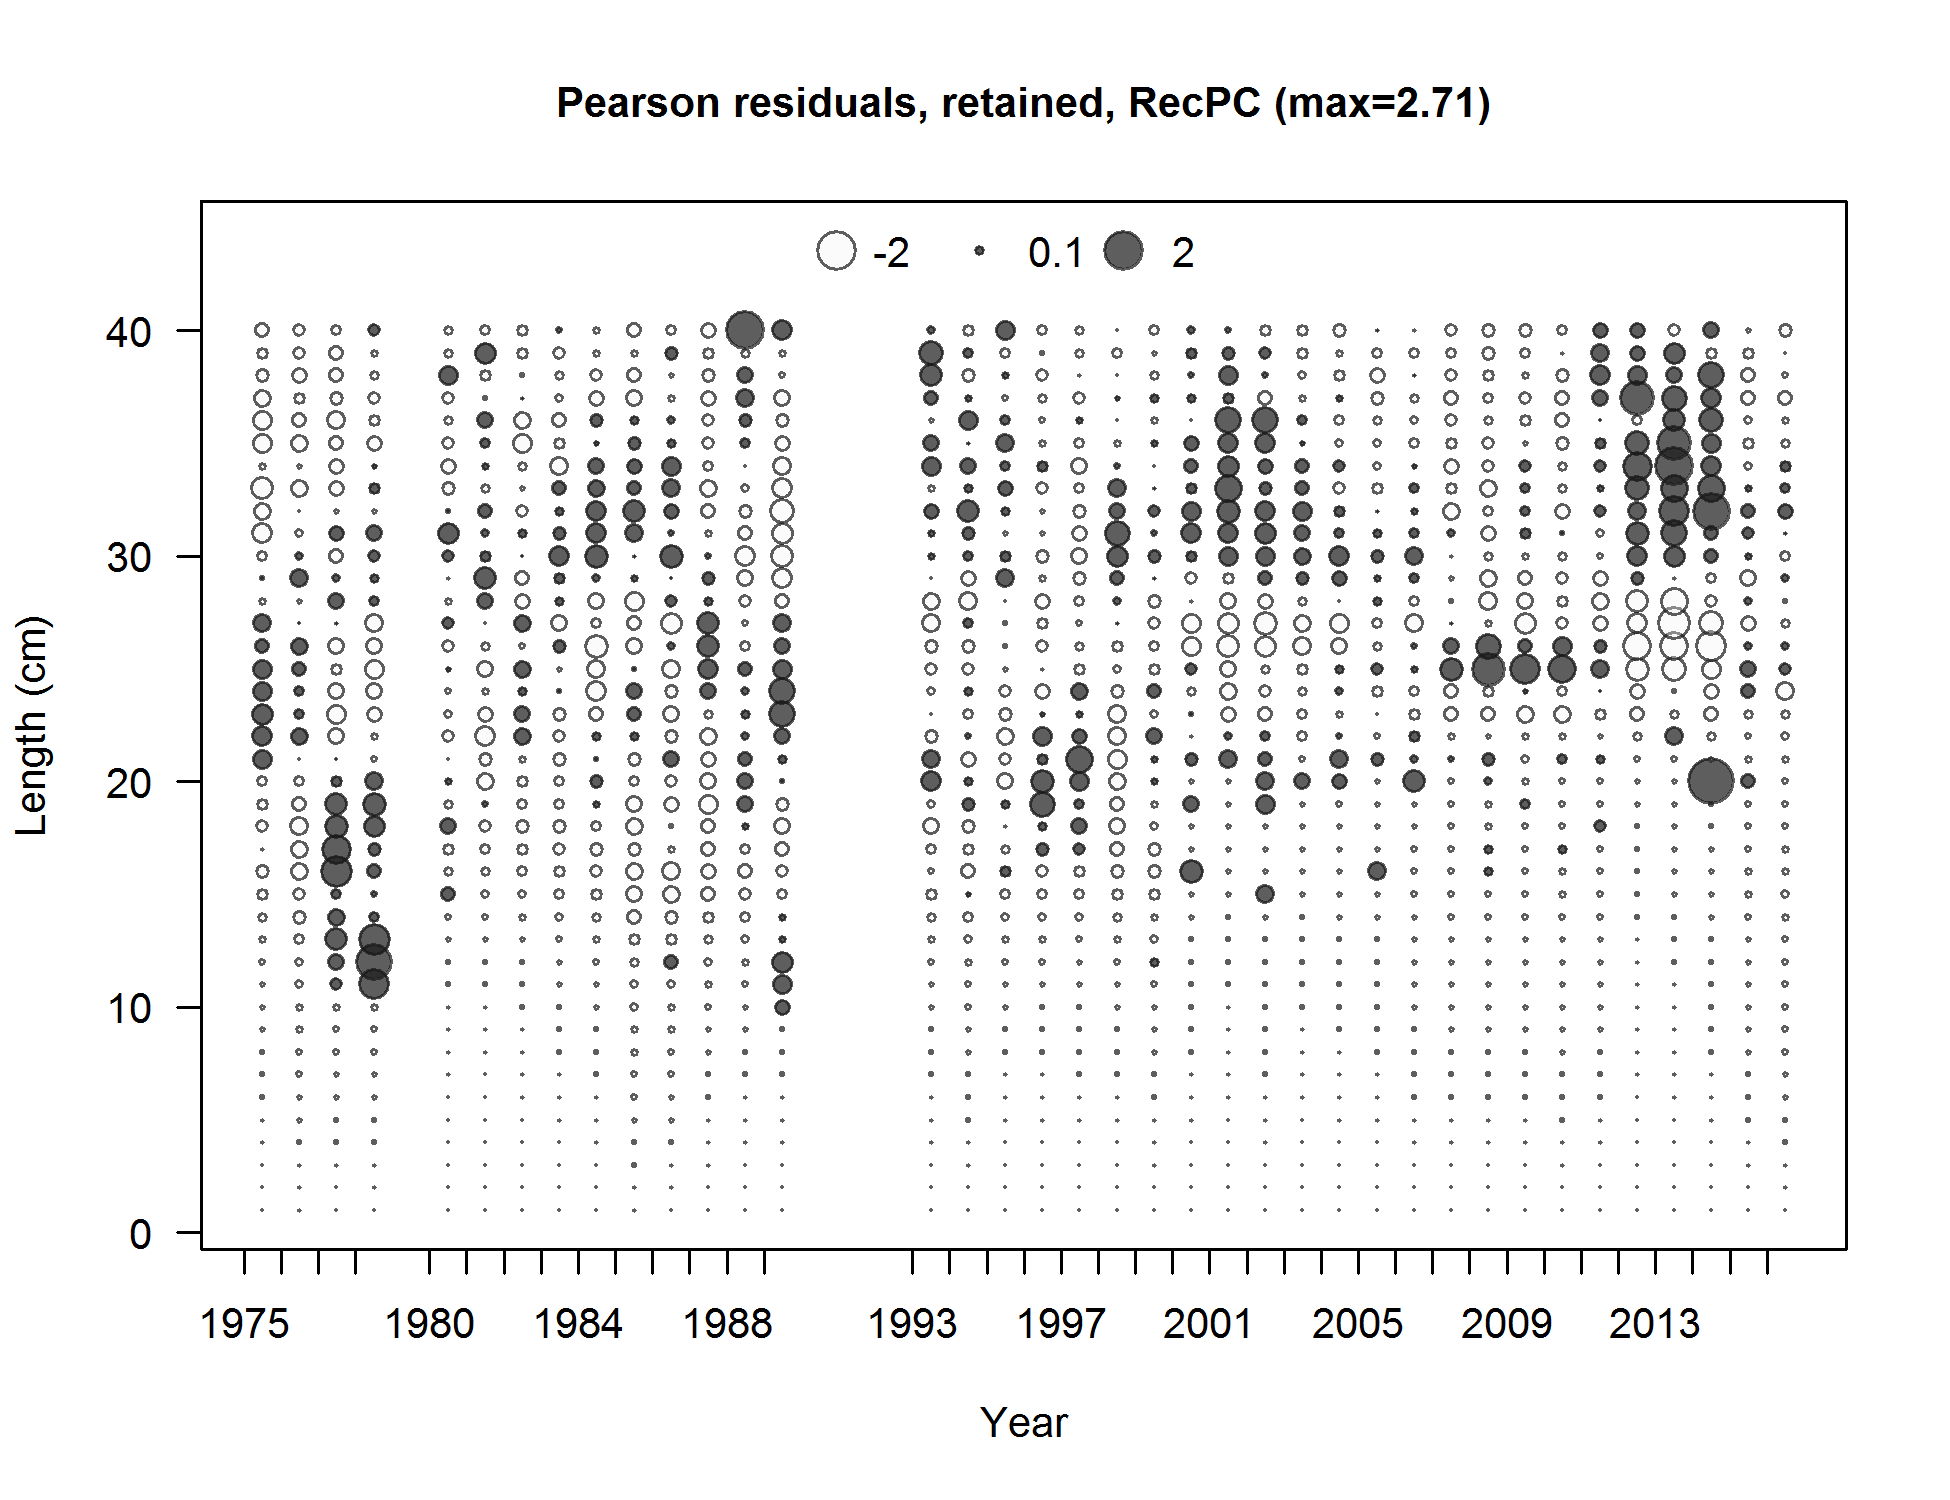 Pearson residuals, retained, RecPC (max=2.71)
-2 0.1 2
40
30
20
10
0
Length (cm)
1975 1980 1984 1988 1993 1997 2001 2005 2009 2013
Year